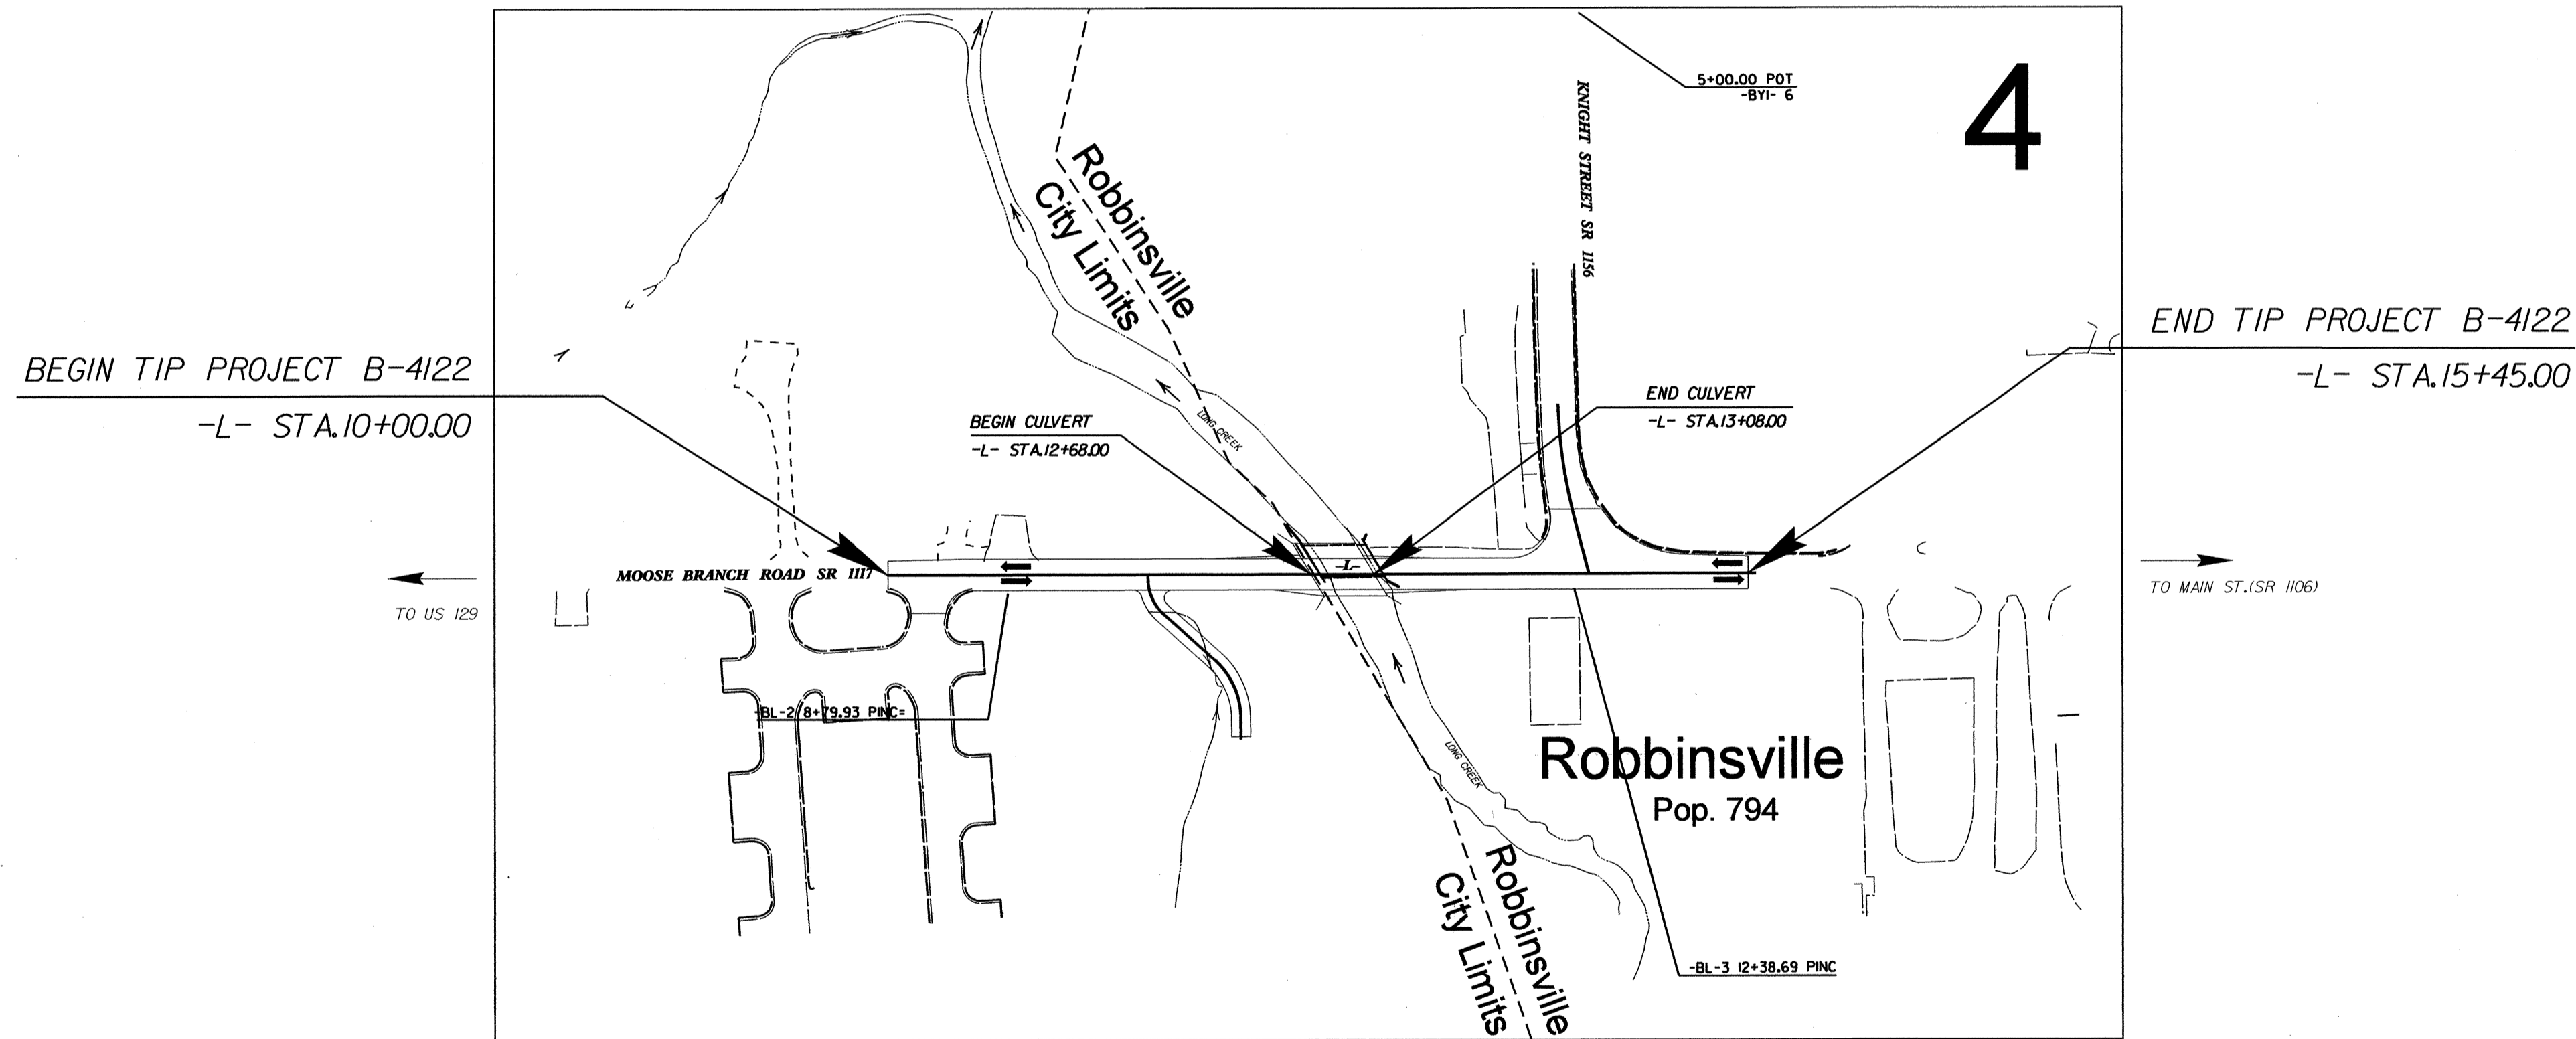 4
5+00.00 POT
-BY1- 6
KNIGHT STREET SR 1156
Robbinsville
City Limits
BEGIN TIP PROJECT B-4122
-L- STA.10+00.00
END TIP PROJECT B-4122
-L- STA.15+45.00
BEGIN CULVERT
-L- STA.12+68.00
END CULVERT
-L- STA.13+08.00
LONG CREEK
-L-
MOOSE BRANCH ROAD SR 1117
TO US 129
TO MAIN ST.(SR 1106)
-BL-2 8+79.93 PINC=
LONG CREEK
Robbinsville
Pop. 794
Robbinsville
City Limits
-BL-3 12+38.69 PINC